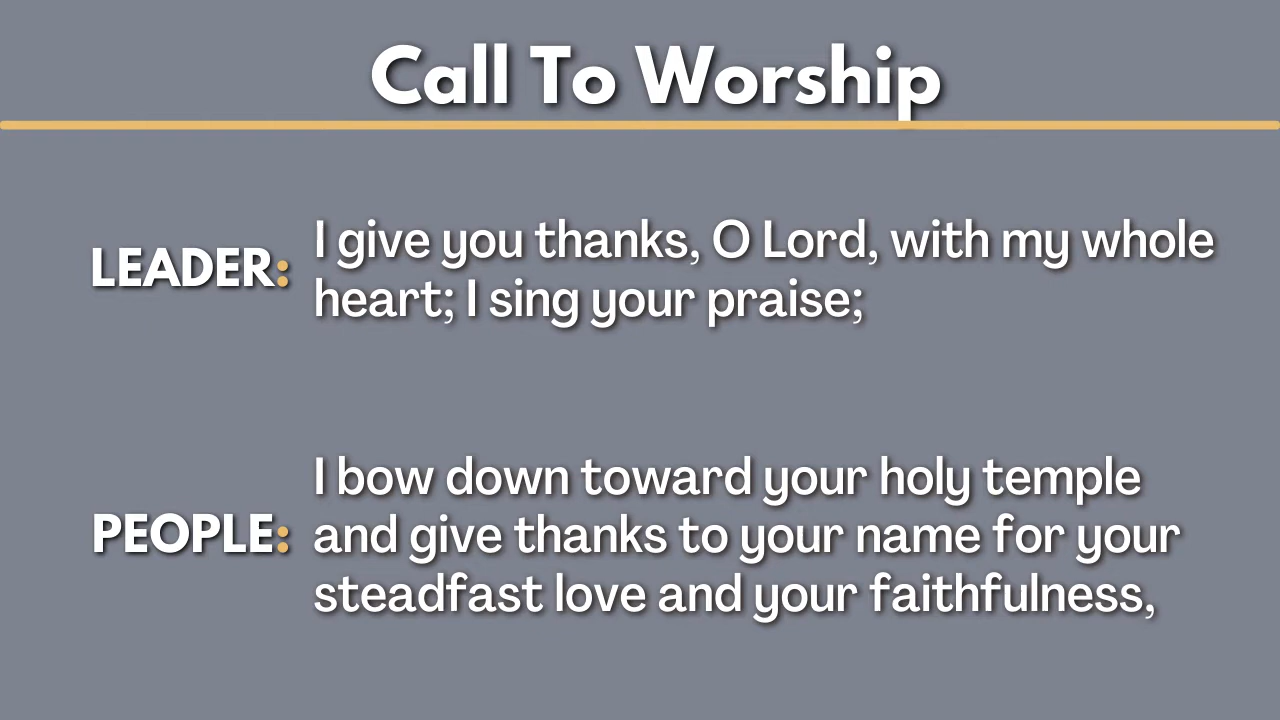 Call To Worship
LEADER: I give you thanks, O Lord, with my whole
heart; I sing your praise;
PEOPLE: I bow down toward your holy temple
and give thanks to your name for your
steadfast love and your faithfulness,